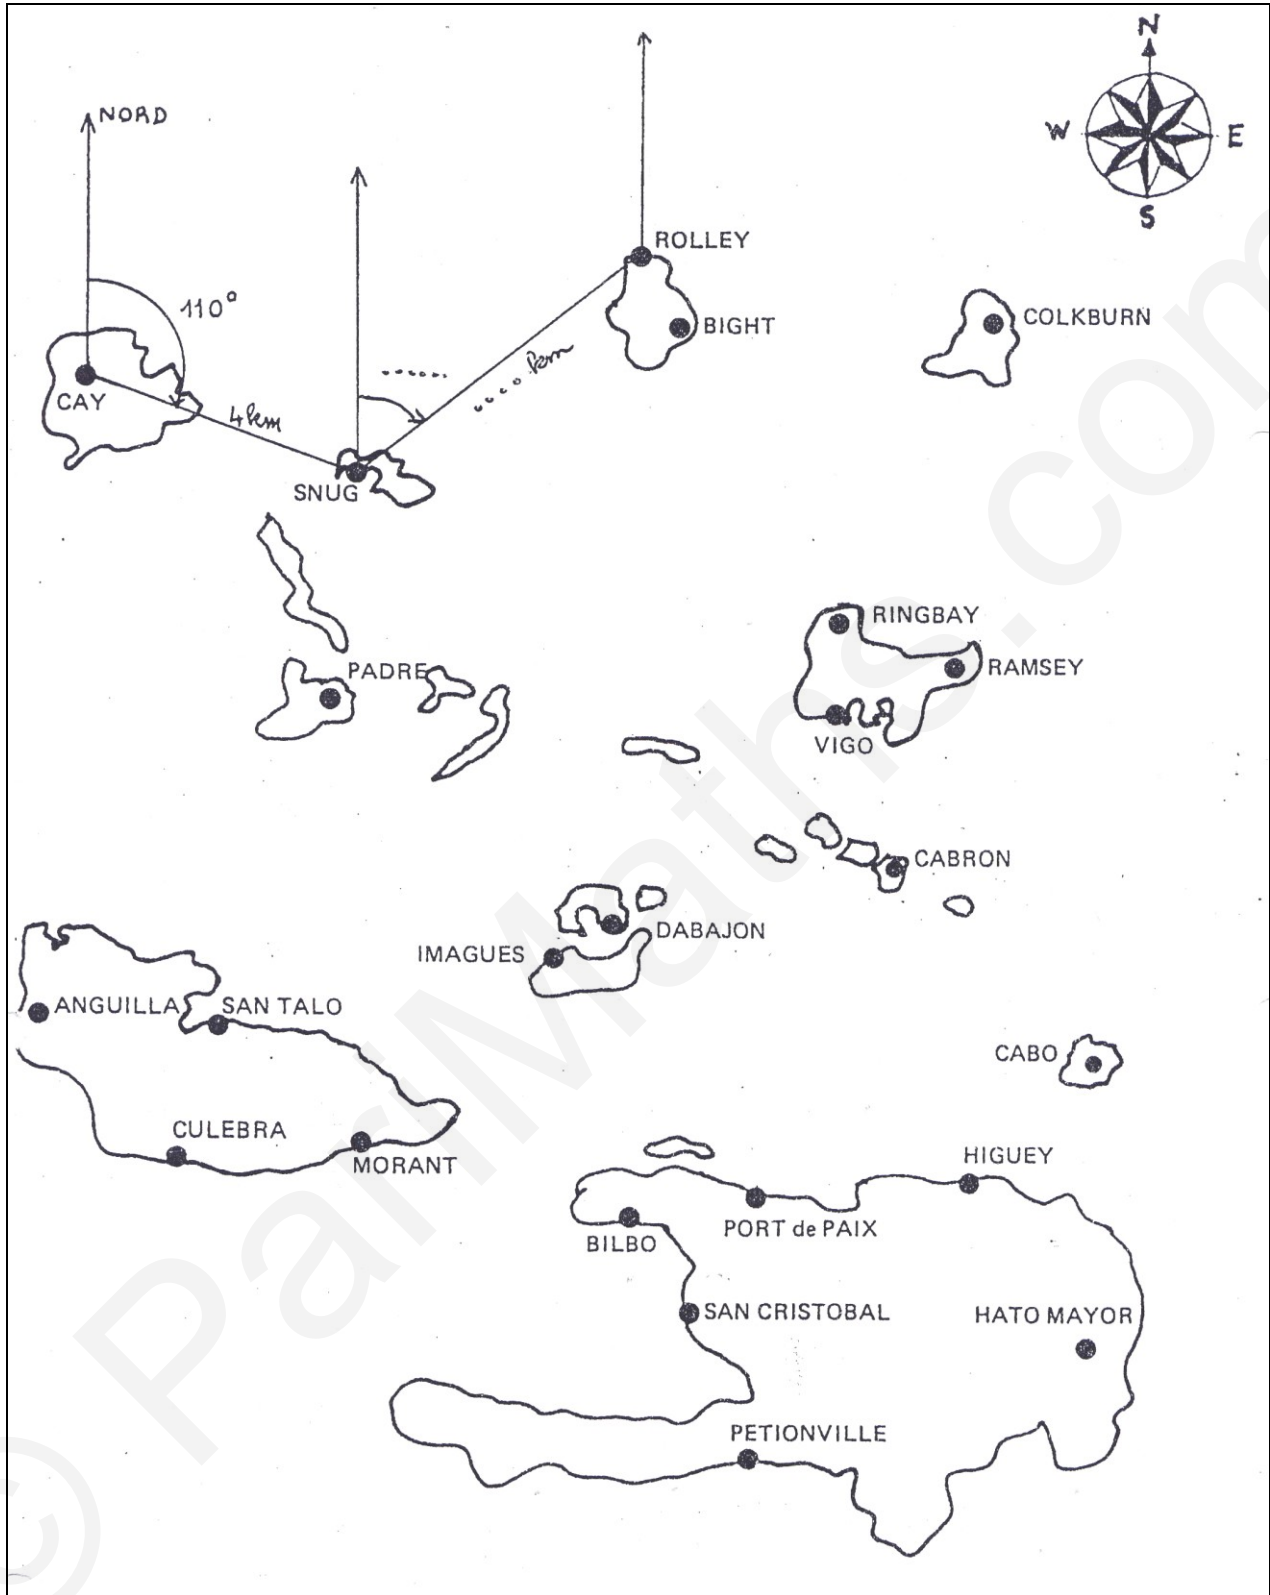 N
NORD
W
E
S
ROLLEY
110°
BIGHT
COLKBURN
CAY
4km
......
.... km
SNUG
RINGBAY
PADRE
RAMSEY
VIGO
CABRON
DABAJON
IMAGUES
ANGUILLA
SAN TALO
CABO
CULEBRA
MORANT
HIGUEY
PORT de PAIX
BILBO
SAN CRISTOBAL
HATO MAYOR
PETIONVILLE
© PariMaths.com